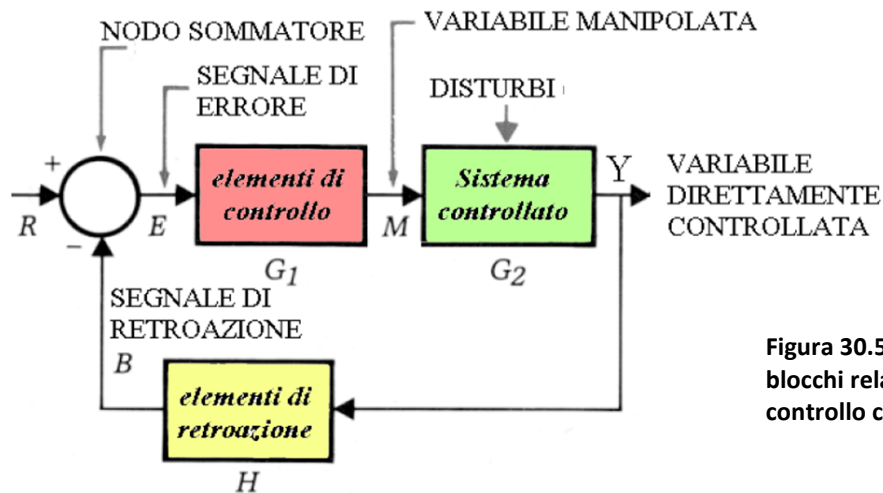 NODO SOMMATORE
VARIABILE MANIPOLATA
SEGNALE DI
ERRORE
DISTURBI
+
R
−
E
elementi di
controllo
G1
M
Sistema
controllato
G2
Y
VARIABILE
DIRETTAMENTE
CONTROLLATA
SEGNALE DI
RETROAZIONE
B
elementi di
retroazione
H
Figura 30.5
blocchi rela
controllo c